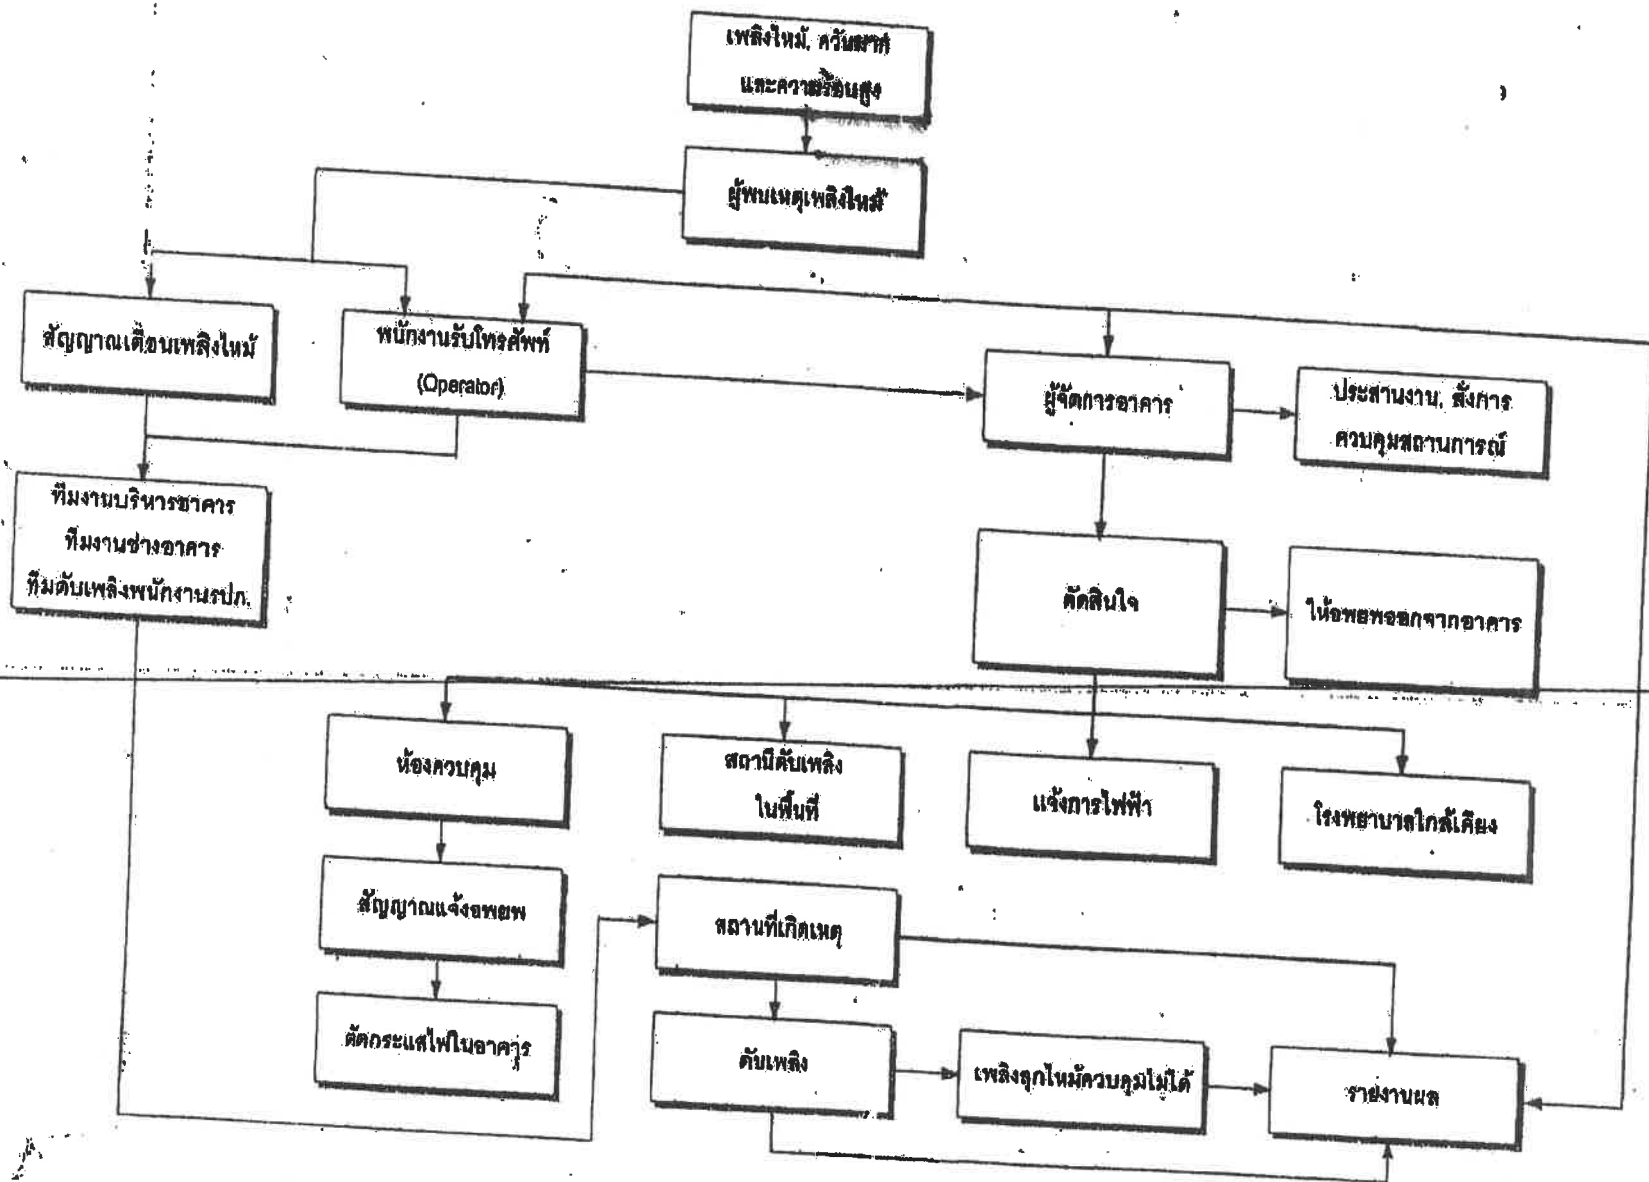 เพลิงไหม้, ควันมาก
และความร้อนสูง
ผู้พบเหตุเพลิงไหม้
สัญญาณเตือนเพลิงไหม้
พนักงานรับโทรศัพท์
(Operator)
ผู้จัดการอาคาร
ประสานงาน, สั่งการ
ควบคุมสถานการณ์
ทีมงานบริหารอาคาร
ทีมงานช่างอาคาร
ทีมดับเพลิงพนักงานรปภ.
ตัดสินใจ
ให้อพยพออกจากอาคาร
ห้องควบคุม
สถานีดับเพลิง
ในพื้นที่
แจ้งการไฟฟ้า
โรงพยาบาลใกล้เคียง
สัญญาณแจ้งอพยพ
สถานที่เกิดเหตุ
ตัดกระแสไฟในอาคาร
ดับเพลิง
เพลิงลุกไหม้ควบคุมไม่ได้
รายงานผล